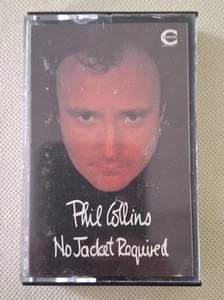 Phil Collins
No Jacket Required